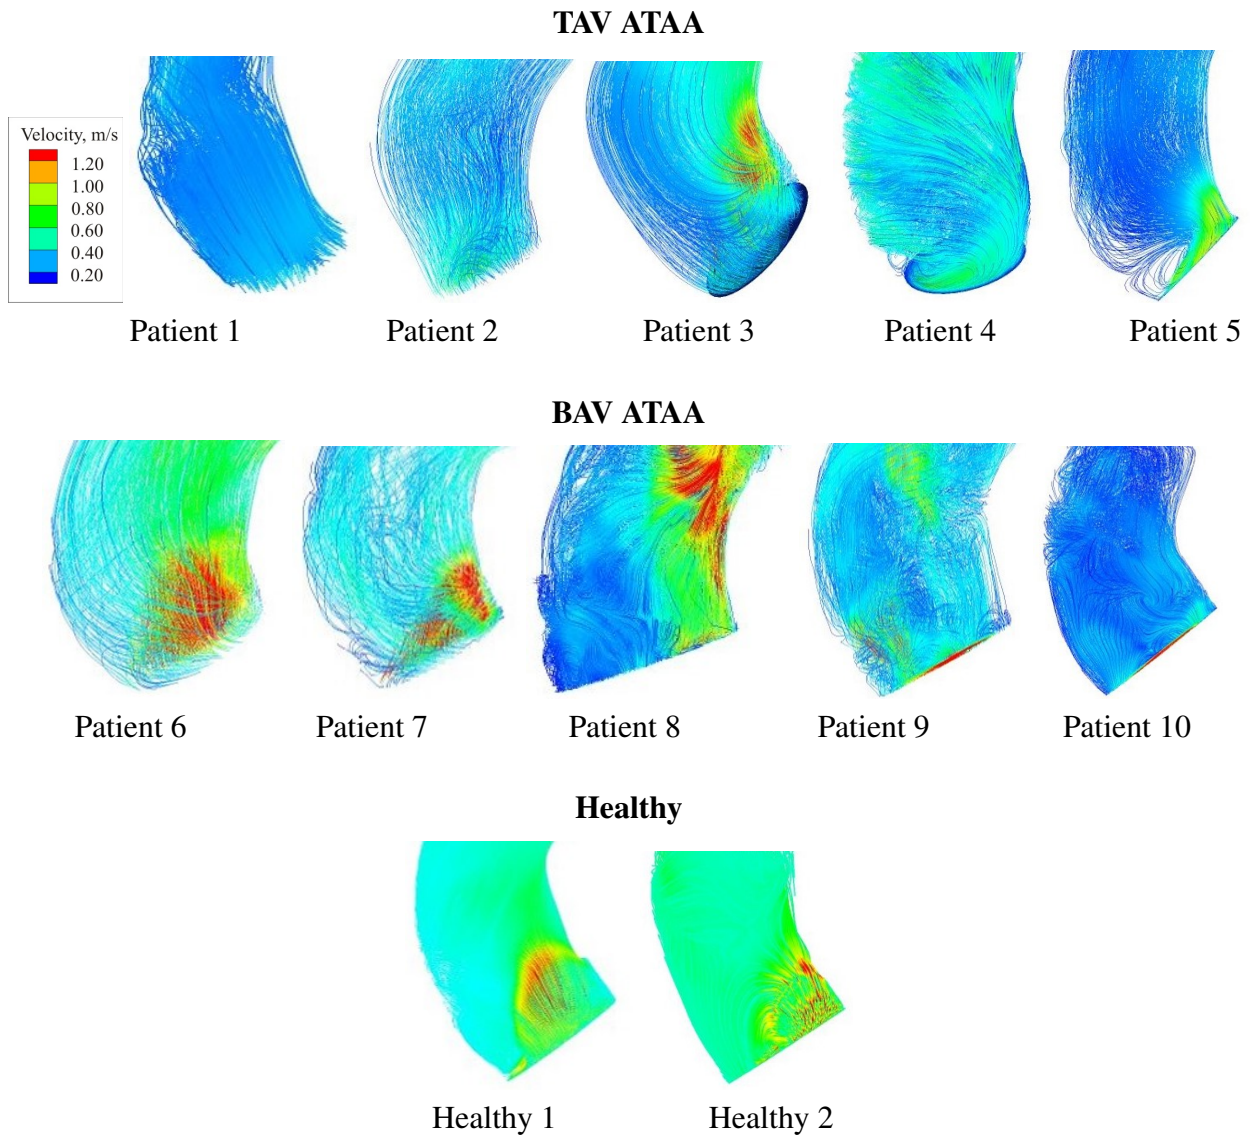 TAV ATAA
Velocity, m/s
1.20
1.00
0.80
0.60
0.40
0.20
Patient 1
Patient 2
Patient 3
Patient 4
Patient 5
BAV ATAA
Patient 6
Patient 7
Patient 8
Patient 9
Patient 10
Healthy
Healthy 1
Healthy 2